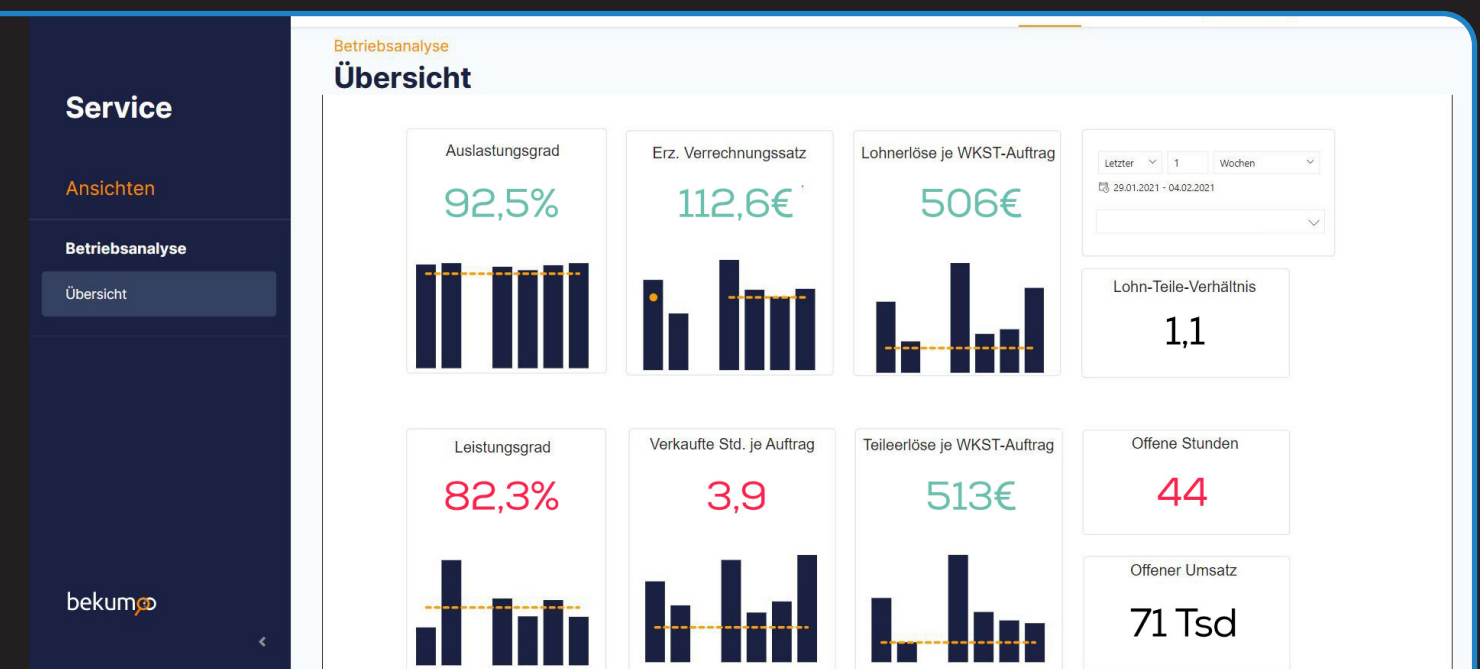 Service
Ansichten
Betriebsanalyse
Übersicht
bekumoo
Betriebsanalyse
Übersicht
Auslastungsgrad
92,5%
Erz. Verrechnungssatz
112,6€
Lohnerlöse je WKST-Auftrag
506€
Letzter 1 Wochen
29.01.2021 - 04.02.2021
Lohn-Teile-Verhältnis
1,1
Leistungsgrad
82,3%
Verkaufte Std. je Auftrag
3,9
Teileerlöse je WKST-Auftrag
513€
Offene Stunden
44
Offener Umsatz
71 Tsd